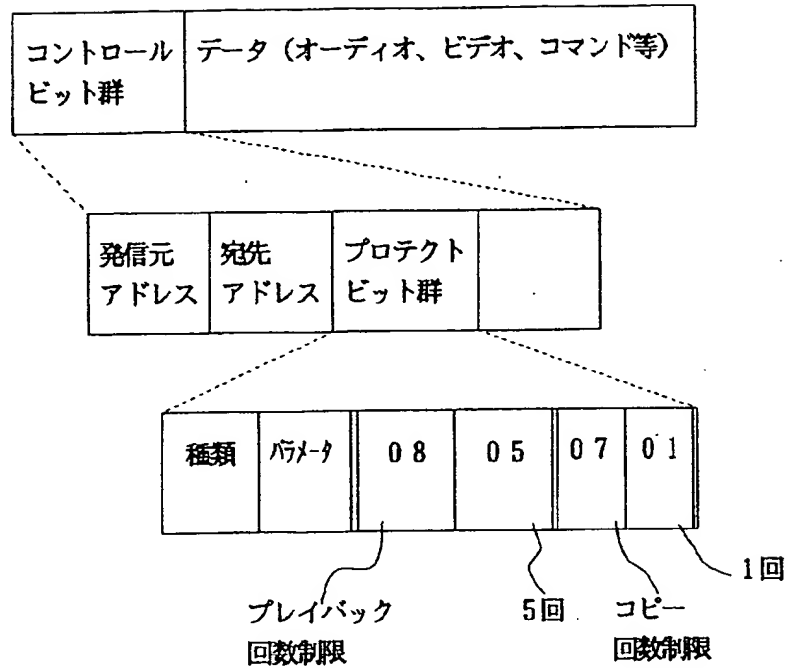 コントロール
ビット群
データ（オーディオ、ビデオ、コマンド等）
発信元
アドレス
宛先
アドレス
プロテクト
ビット群
種類
パラメータ
08
05
07
01
1回
プレイバック
回数制限
5回
コピー
回数制限